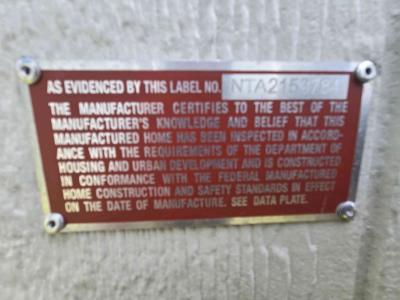 AS EVIDENCED BY THIS LABEL NO.
THE MANUFACTURER CERTIFIES TO THE BEST OF THE
MANUFACTURER'S KNOWLEDGE AND BELIEF THAT THIS
MANUFACTURED HOME HAS BEEN INSPECTED IN ACCORD-
ANCE WITH THE REQUIREMENTS OF THE DEPARTMENT OF
HOUSING AND URBAN DEVELOPMENT AND IS CONSTRUCTED
IN CONFORMANCE WITH THE FEDERAL MANUFACTURED
HOME CONSTRUCTION AND SAFETY STANDARDS IN EFFECT
ON THE DATE OF MANUFACTURE. SEE DATA PLATE.